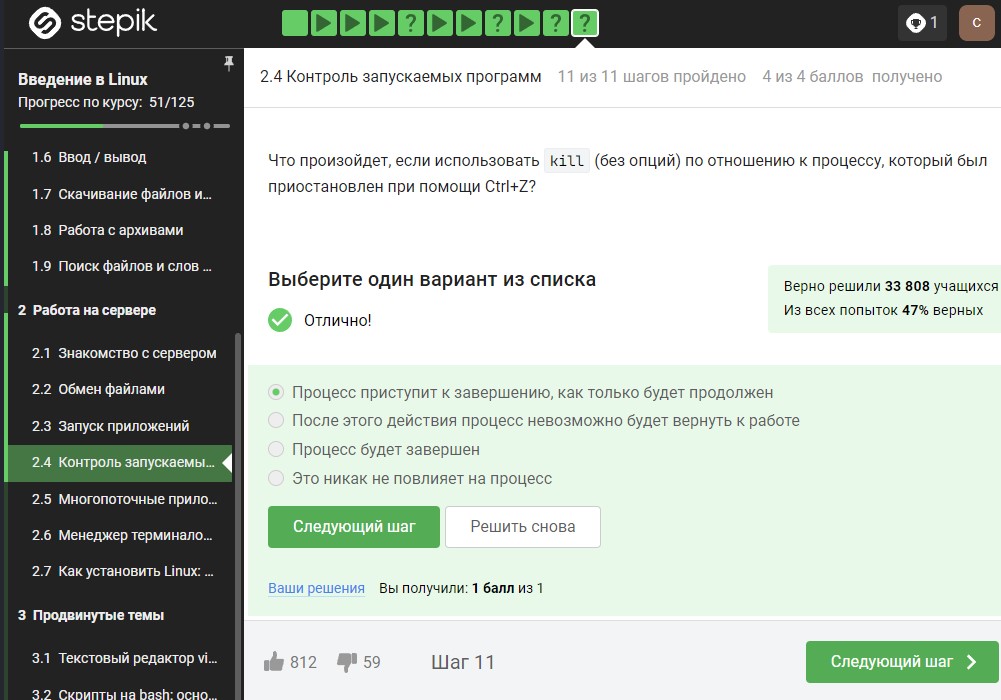 stepik
? ? ? ?
1
C
Введение в Linux
Прогресс по курсу: 51/125
1.6 Ввод / вывод
1.7 Скачивание файлов и...
1.8 Работа с архивами
1.9 Поиск файлов и слов ...
2 Работа на сервере
2.1 Знакомство с сервером
2.2 Обмен файлами
2.3 Запуск приложений
2.4 Контроль запускаемы...
2.5 Многопоточные прило...
2.6 Менеджер терминало...
2.7 Как установить Linux: ...
3 Продвинутые темы
3.1 Текстовый редактор vi...
3.2 Скрипты на bash: осно...
2.4 Контроль запускаемых программ 11 из 11 шагов пройдено 4 из 4 баллов получено
Что произойдет, если использовать kill (без опций) по отношению к процессу, который был
приостановлен при помощи Ctrl+Z?
Выберите один вариант из списка
Отлично!
Верно решили 33 808 учащихся
Из всех попыток 47% верных
Процесс приступит к завершению, как только будет продолжен
После этого действия процесс невозможно будет вернуть к работе
Процесс будет завершен
Это никак не повлияет на процесс
Следующий шаг Решить снова
Ваши решения Вы получили: 1 балл из 1
812 59 Шаг 11 Следующий шаг